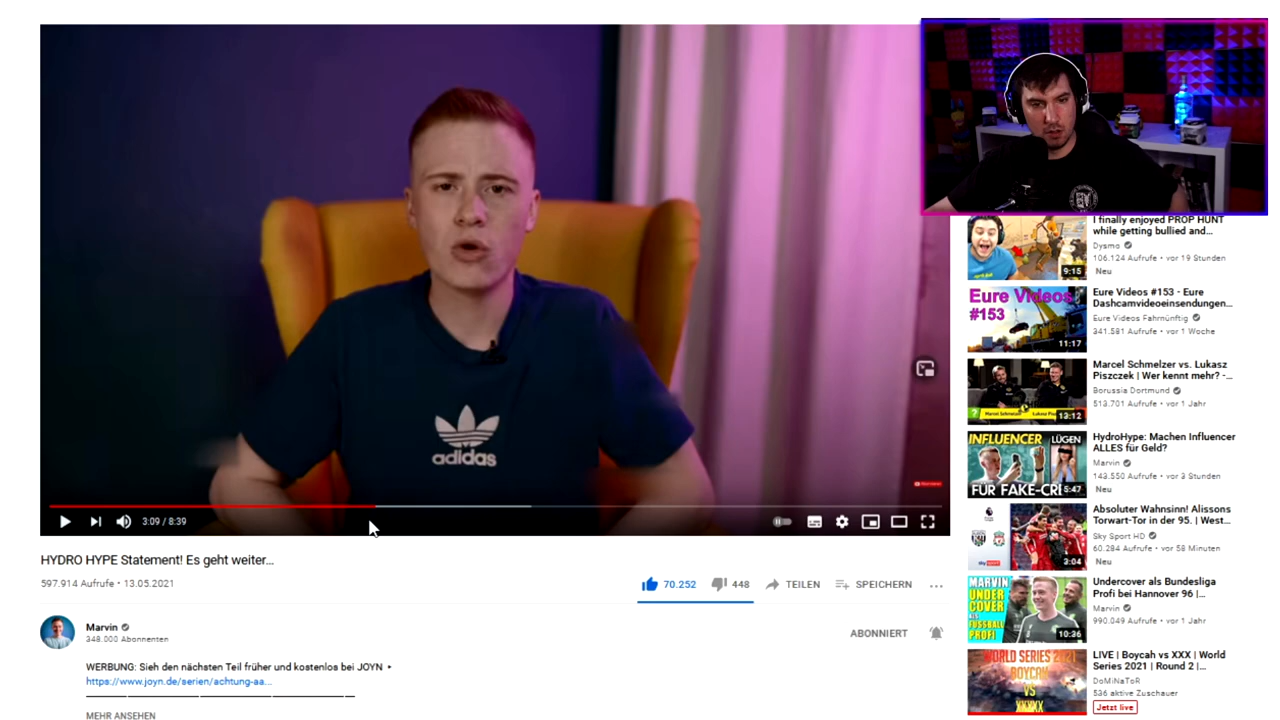 adidas
3:09 / 8:39
HYDRO HYPE Statement! Es geht weiter...
597.914 Aufrufe • 13.05.2021
70.252
448
TEILEN
SPEICHERN
Marvin
348.000 Abonnenten
ABONNIERT
WERBUNG: Sieh den nächsten Teil früher und kostenlos bei JOYN
https://www.joyn.de/serien/achtung-aa...
MEHR ANSEHEN
I finally enjoyed PROP HUNT
while getting bullied and...
Dysmo
106.124 Aufrufe • vor 19 Stunden
Neu
9:15
Eure Videos
#153
11:17
Eure Videos #153 - Eure
Dashcamvideoeinsendungen...
Eure Videos Fahrnünftig
341.581 Aufrufe • vor 1 Woche
13:12
Marcel Schmelzer vs. Lukasz
Piszczek | Wer kennt mehr? -...
Borussia Dortmund
513.701 Aufrufe • vor 1 Jahr
INFLUENCER LÜGEN
FÜR FAKE-CRE
5:47
HydroHype: Machen Influencer
ALLES für Geld?
Marvin
143.550 Aufrufe • vor 3 Stunden
Neu
3:04
Absoluter Wahnsinn! Alissons
Torwart-Tor in der 95. | West...
Sky Sport HD
60.284 Aufrufe • vor 58 Minuten
Neu
MARVIN
UNDER
COVER
ALS
FUSSBALL
PROFI
10:36
Undercover als Bundesliga
Profi bei Hannover 96 |...
Marvin
990.049 Aufrufe • vor 1 Jahr
WORLD SERIES 2021
BOYCAH
VS
XXXXX
LIVE | Boycah vs XXX | World
Series 2021 | Round 2 |...
DoMiNaToR
536 aktive Zuschauer
Jetzt live